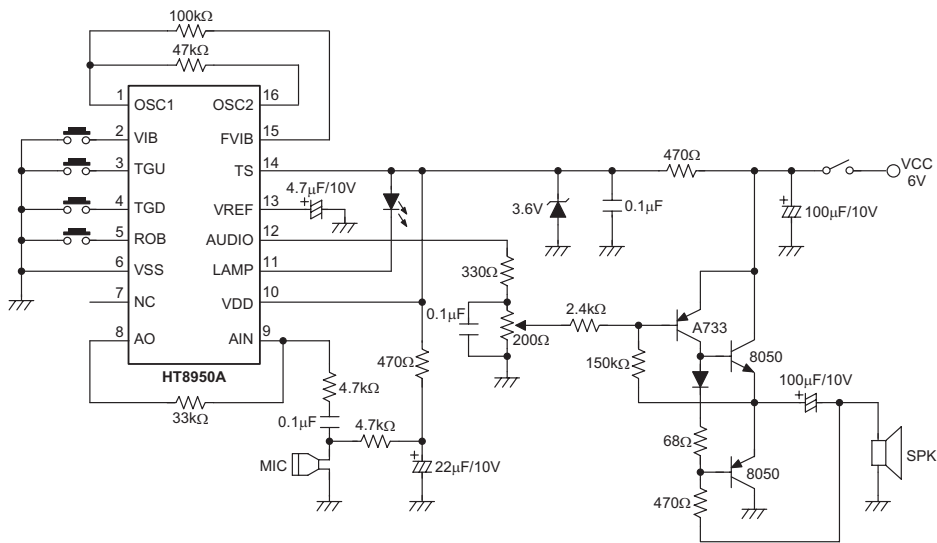 100kΩ
47kΩ
1 OSC1
OSC2 16
2 VIB
FVIB 15
3 TGU
TS 14
4 TGD
VREF 13
5 ROB
AUDIO 12
6 VSS
LAMP 11
7 NC
VDD 10
8 AO
AIN 9
HT8950A
33kΩ
4.7μF/10V
+
4.7kΩ
0.1μF
4.7kΩ
MIC
470Ω
+
22μF/10V
3.6V
0.1μF
470Ω
VCC
6V
+
100μF/10V
330Ω
0.1μF
200Ω
2.4kΩ
A733
150kΩ
8050
100μF/10V
+
68Ω
8050
470Ω
SPK